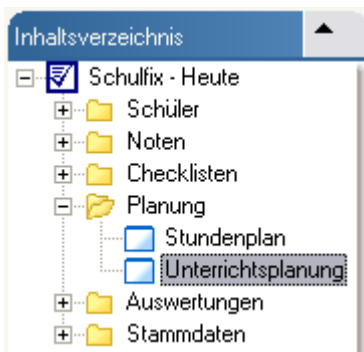 Inhaltsverzeichnis
Schulfix - Heute
Schüler
Noten
Checklisten
Planung
Stundenplan
Unterrichtsplanung
Auswertungen
Stammdaten